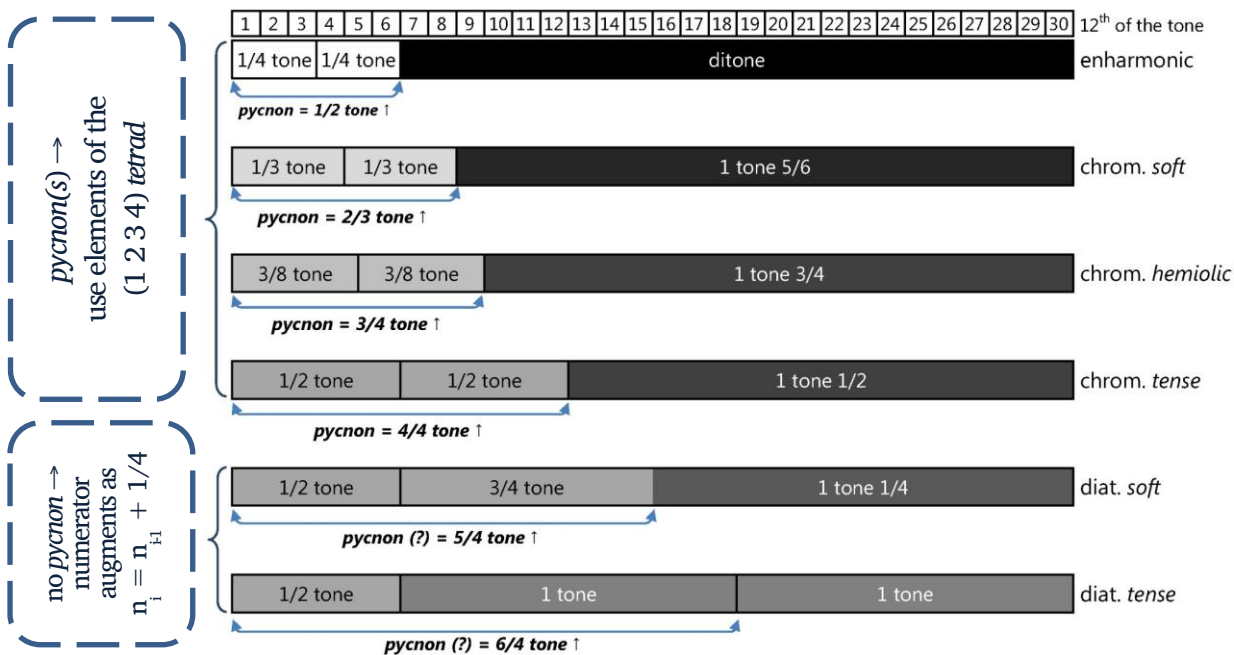 1 2 3 4 5 6 7 8 9 10 11 12 13 14 15 16 17 18 19 20 21 22 23 24 25 26 27 28 29 30 12th of the tone
1/4 tone 1/4 tone ditone enharmonic
pycnon = 1/2 tone ↑
1/3 tone 1/3 tone 1 tone 5/6 chrom. soft
pycnon = 2/3 tone ↑
3/8 tone 3/8 tone 1 tone 3/4 chrom. hemiolic
pycnon = 3/4 tone ↑
1/2 tone 1/2 tone 1 tone 1/2 chrom. tense
pycnon = 4/4 tone ↑
1/2 tone 3/4 tone 1 tone 1/4 diat. soft
pycnon (?) = 5/4 tone ↑
1/2 tone 1 tone 1 tone diat. tense
pycnon (?) = 6/4 tone ↑
pycnon(s) →
use elements of the
(1 2 3 4) tetrad
no pycnon →
numerator
augments as
n_i = n_i-1 + 1/4